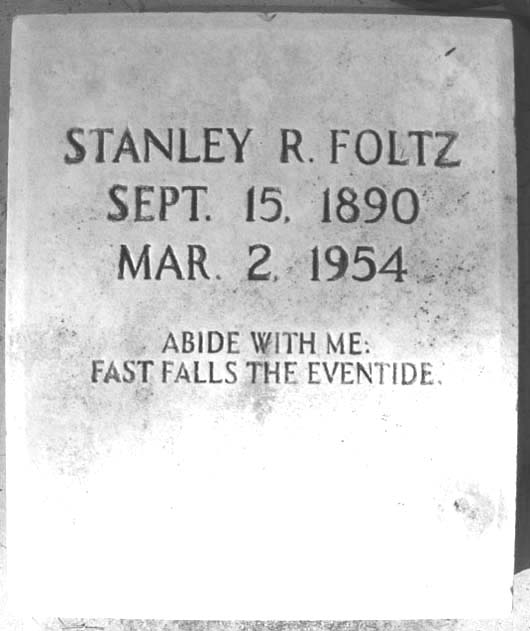 STANLEY R. FOLTZ
SEPT. 15, 1890
MAR. 2, 1954
ABIDE WITH ME:
FAST FALLS THE EVENTIDE.